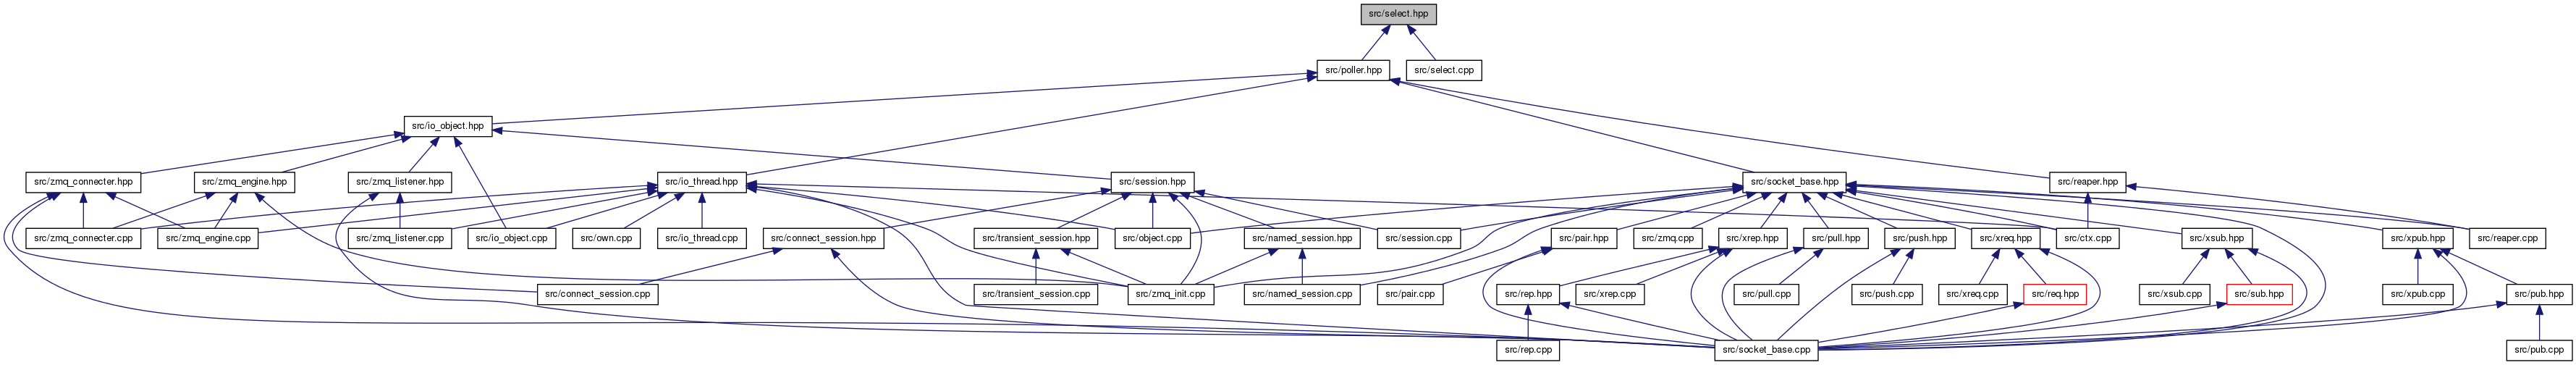 src/select.hpp
src/poller.hpp
src/select.cpp
src/io_object.hpp
src/zmq_connecter.hpp
src/zmq_engine.hpp
src/zmq_listener.hpp
src/io_thread.hpp
src/session.hpp
src/socket_base.hpp
src/reaper.hpp
src/zmq_connecter.cpp
src/zmq_engine.cpp
src/zmq_listener.cpp
src/io_object.cpp
src/own.cpp
src/io_thread.cpp
src/connect_session.hpp
src/transient_session.hpp
src/object.cpp
src/named_session.hpp
src/session.cpp
src/pair.hpp
src/zmq.cpp
src/xrep.hpp
src/pull.hpp
src/push.hpp
src/xreq.hpp
src/ctx.cpp
src/xsub.hpp
src/xpub.hpp
src/reaper.cpp
src/connect_session.cpp
src/transient_session.cpp
src/zmq_init.cpp
src/named_session.cpp
src/pair.cpp
src/rep.hpp
src/xrep.cpp
src/pull.cpp
src/push.cpp
src/xreq.cpp
src/req.hpp
src/xsub.cpp
src/sub.hpp
src/xpub.cpp
src/pub.hpp
src/rep.cpp
src/socket_base.cpp
src/pub.cpp